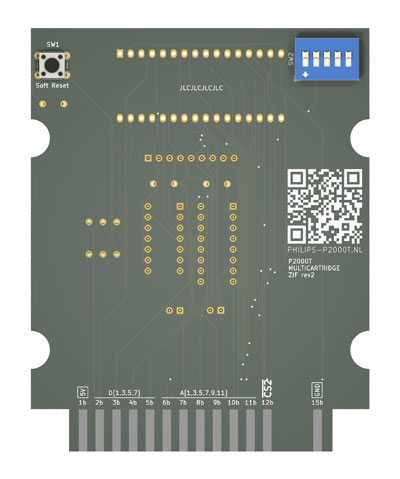 SW1
SW2
Soft Reset
JLCJLCJLCJLC
PHILIPS-P2000T.NL
P2000T
MULTICARTRIDGE
ZIF rev2
5V D[1,3,5,7] A[1,3,5,7,9,11] CS2 GND
1b 2b 3b 4b 5b 6b 7b 8b 9b 10b 11b 12b 15b